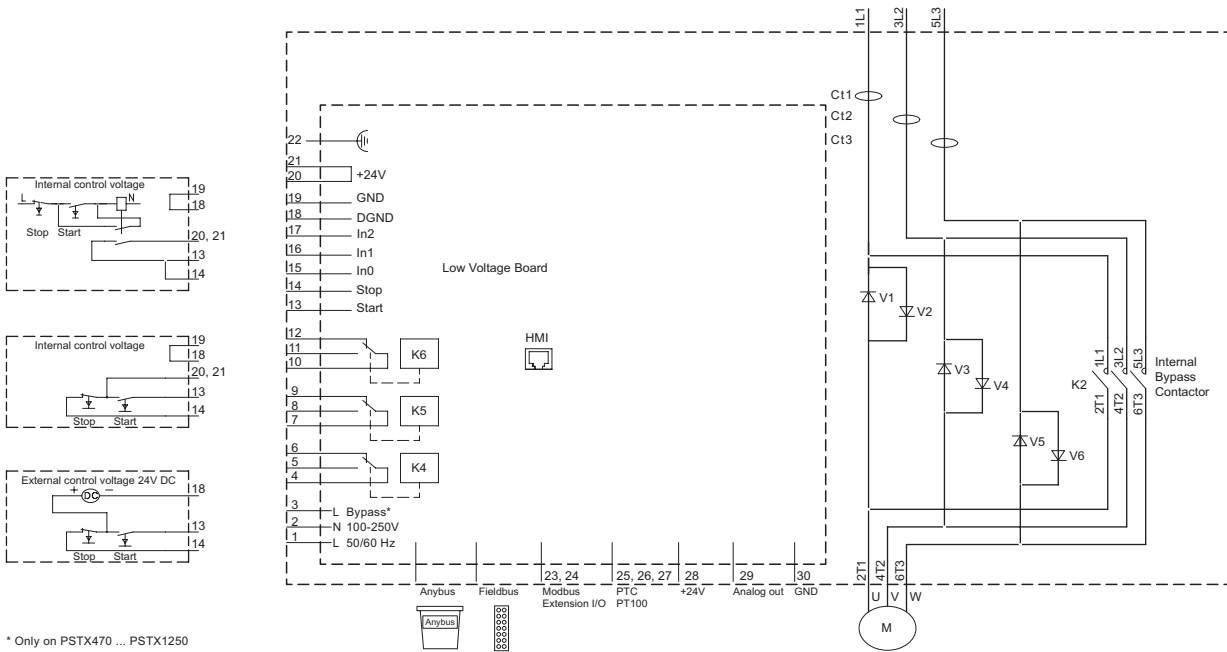 1L1
3L2
5L3
Ct1
Ct2
Ct3
22
21
20
+24V
19
GND
18
DGND
17
In2
16
In1
15
In0
14
Stop
13
Start
12
11
10
K6
9
8
7
K5
6
5
4
K4
3
L Bypass*
2
N 100-250V
1
L 50/60 Hz
Low Voltage Board
HMI
Internal control voltage
L
N
Stop
Start
19
18
20, 21
13
14
Internal control voltage
Stop
Start
19
18
20, 21
13
14
External control voltage 24V DC
+
DC
−
Stop
Start
18
13
14
V1
V2
V3
V4
V5
V6
K2
1L1
3L2
5L3
2T1
4T2
6T3
Internal
Bypass
Contactor
Anybus
Anybus
Fieldbus
23, 24
Modbus
Extension I/O
25, 26, 27
PTC
PT100
28
+24V
29
Analog out
30
GND
2T1
4T2
6T3
U
V
W
M
* Only on PSTX470 ... PSTX1250